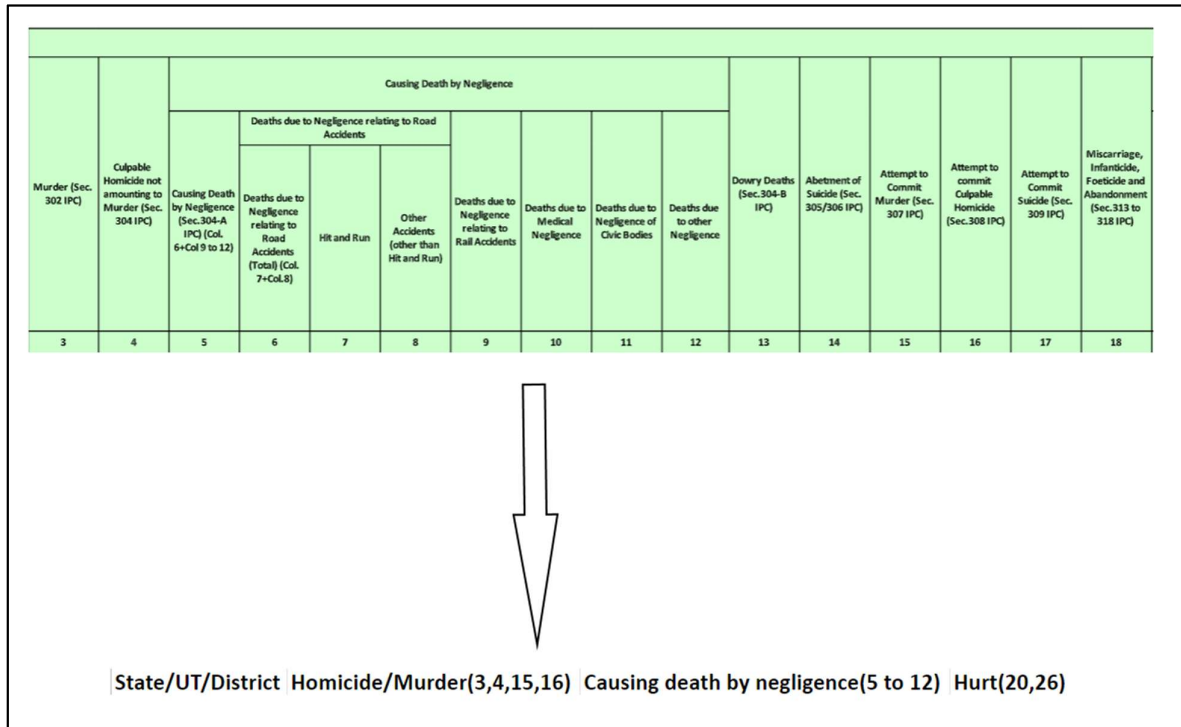 Causing Death by Negligence
Deaths due to Negligence relating to Road
Accidents
Murder (Sec.
302 IPC)
Culpable
Homicide not
amounting to
Murder (Sec.
304 IPC)
Causing Death
by Negligence
(Sec.304-A
IPC) (Col.
6+Col 9 to 12)
Deaths due to
Negligence
relating to
Road
Accidents
(Total) (Col.
7+Col.8)
Hit and Run
Other
Accidents
(other than
Hit and Run)
Deaths due to
Negligence
relating to
Rail Accidents
Deaths due to
Medical
Negligence
Deaths due to
Negligence of
Civic Bodies
Deaths due
to other
Negligence
Dowry Deaths
(Sec.304-B
IPC)
Abetment of
Suicide (Sec.
305/306 IPC)
Attempt to
Commit
Murder (Sec.
307 IPC)
Attempt to
commit
Culpable
Homicide
(Sec.308 IPC)
Attempt to
Commit
Suicide (Sec.
309 IPC)
Miscarriage,
Infanticide,
Foeticide and
Abandonment
(Sec.313 to
318 IPC)
3 4 5 6 7 8 9 10 11 12 13 14 15 16 17 18
State/UT/District Homicide/Murder(3,4,15,16) Causing death by negligence(5 to 12) Hurt(20,26)